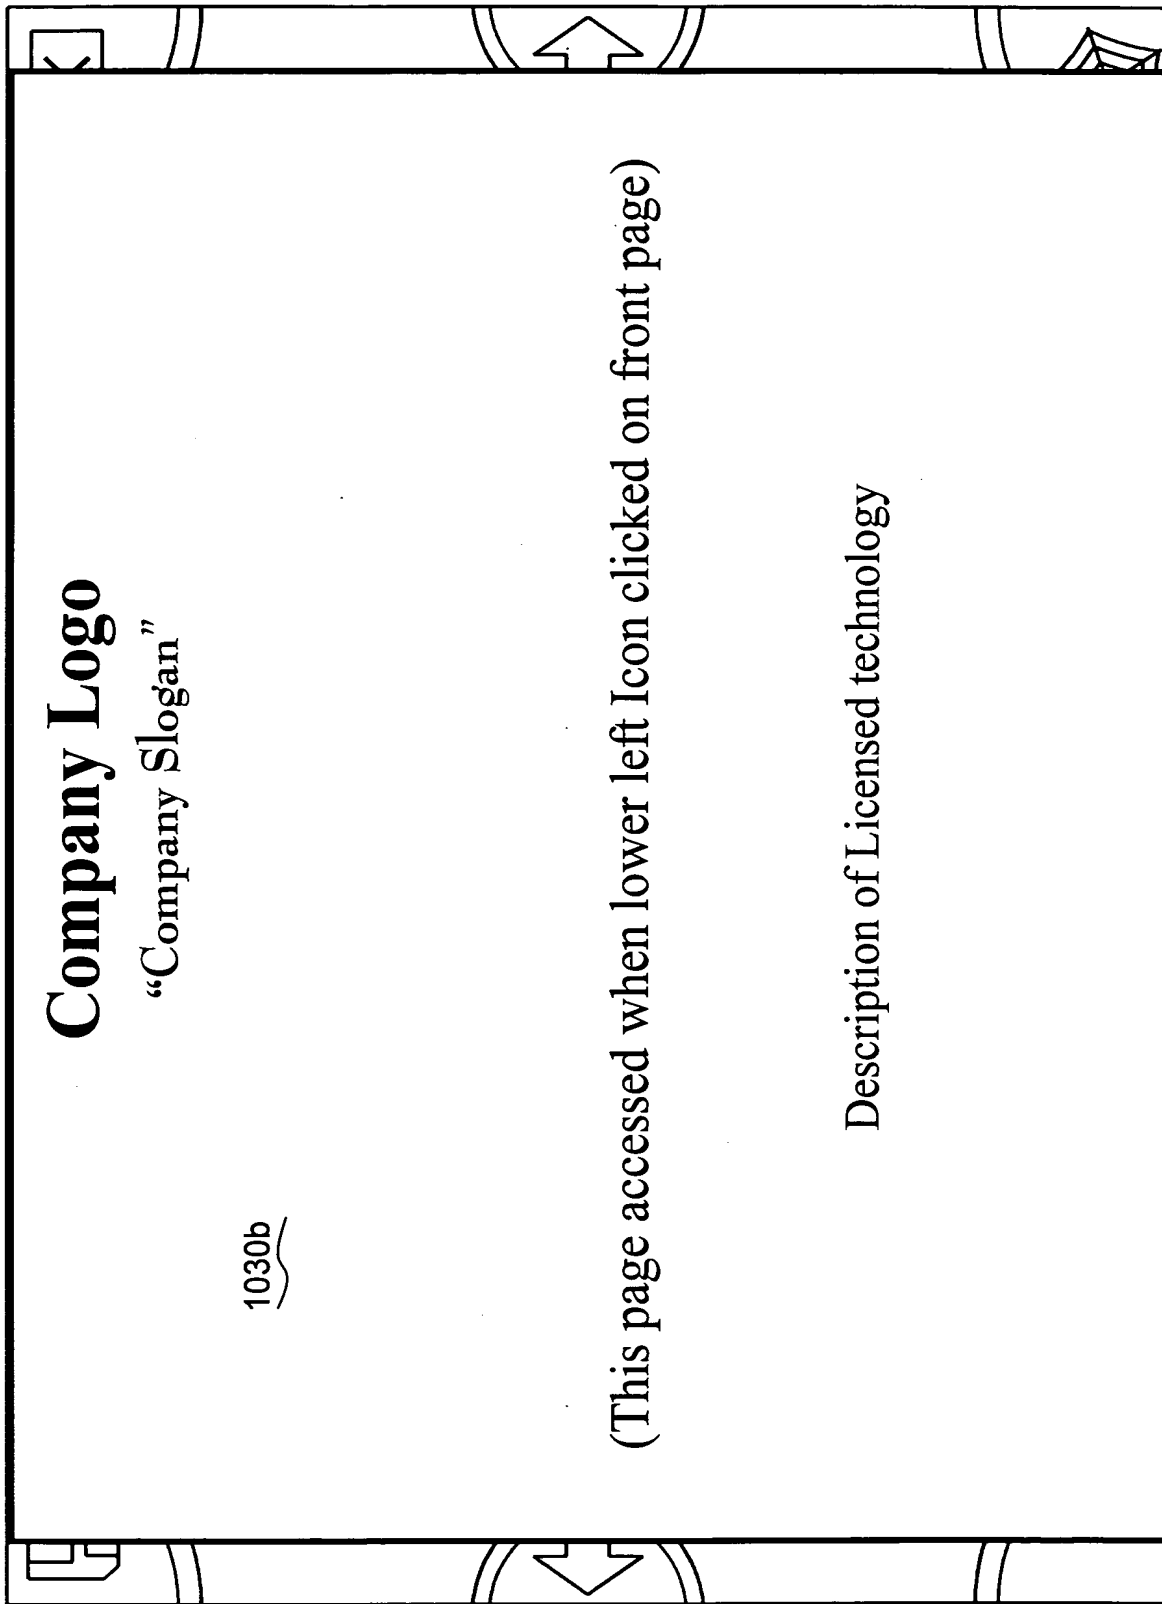 Company Logo
“Company Slogan”
1030b
(This page accessed when lower left Icon clicked on front page)
Description of Licensed technology